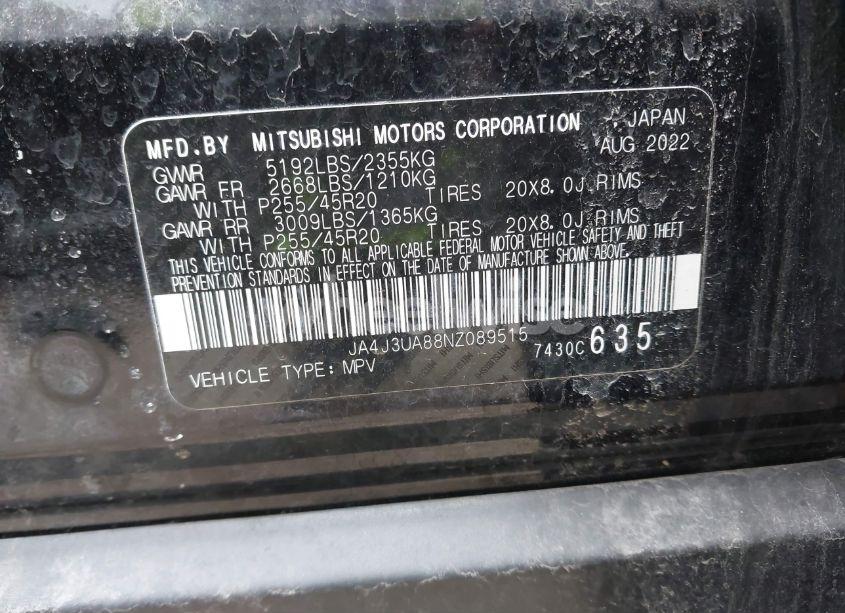 MFD.BY MITSUBISHI MOTORS CORPORATION JAPAN
GVWR 5192LBS/2355KG AUG 2022
GAWR FR 2668LBS/1210KG
WITH P255/45R20 TIRES 20X8.0J RIMS
GAWR RR 3009LBS/1365KG
WITH P255/45R20 TIRES 20X8.0J RIMS
THIS VEHICLE CONFORMS TO ALL APPLICABLE FEDERAL MOTOR VEHICLE SAFETY AND THEFT
PREVENTION STANDARDS IN EFFECT ON THE DATE OF MANUFACTURE SHOWN ABOVE.
JA4J3UA88NZ089515 7430C 635
VEHICLE TYPE: MPV